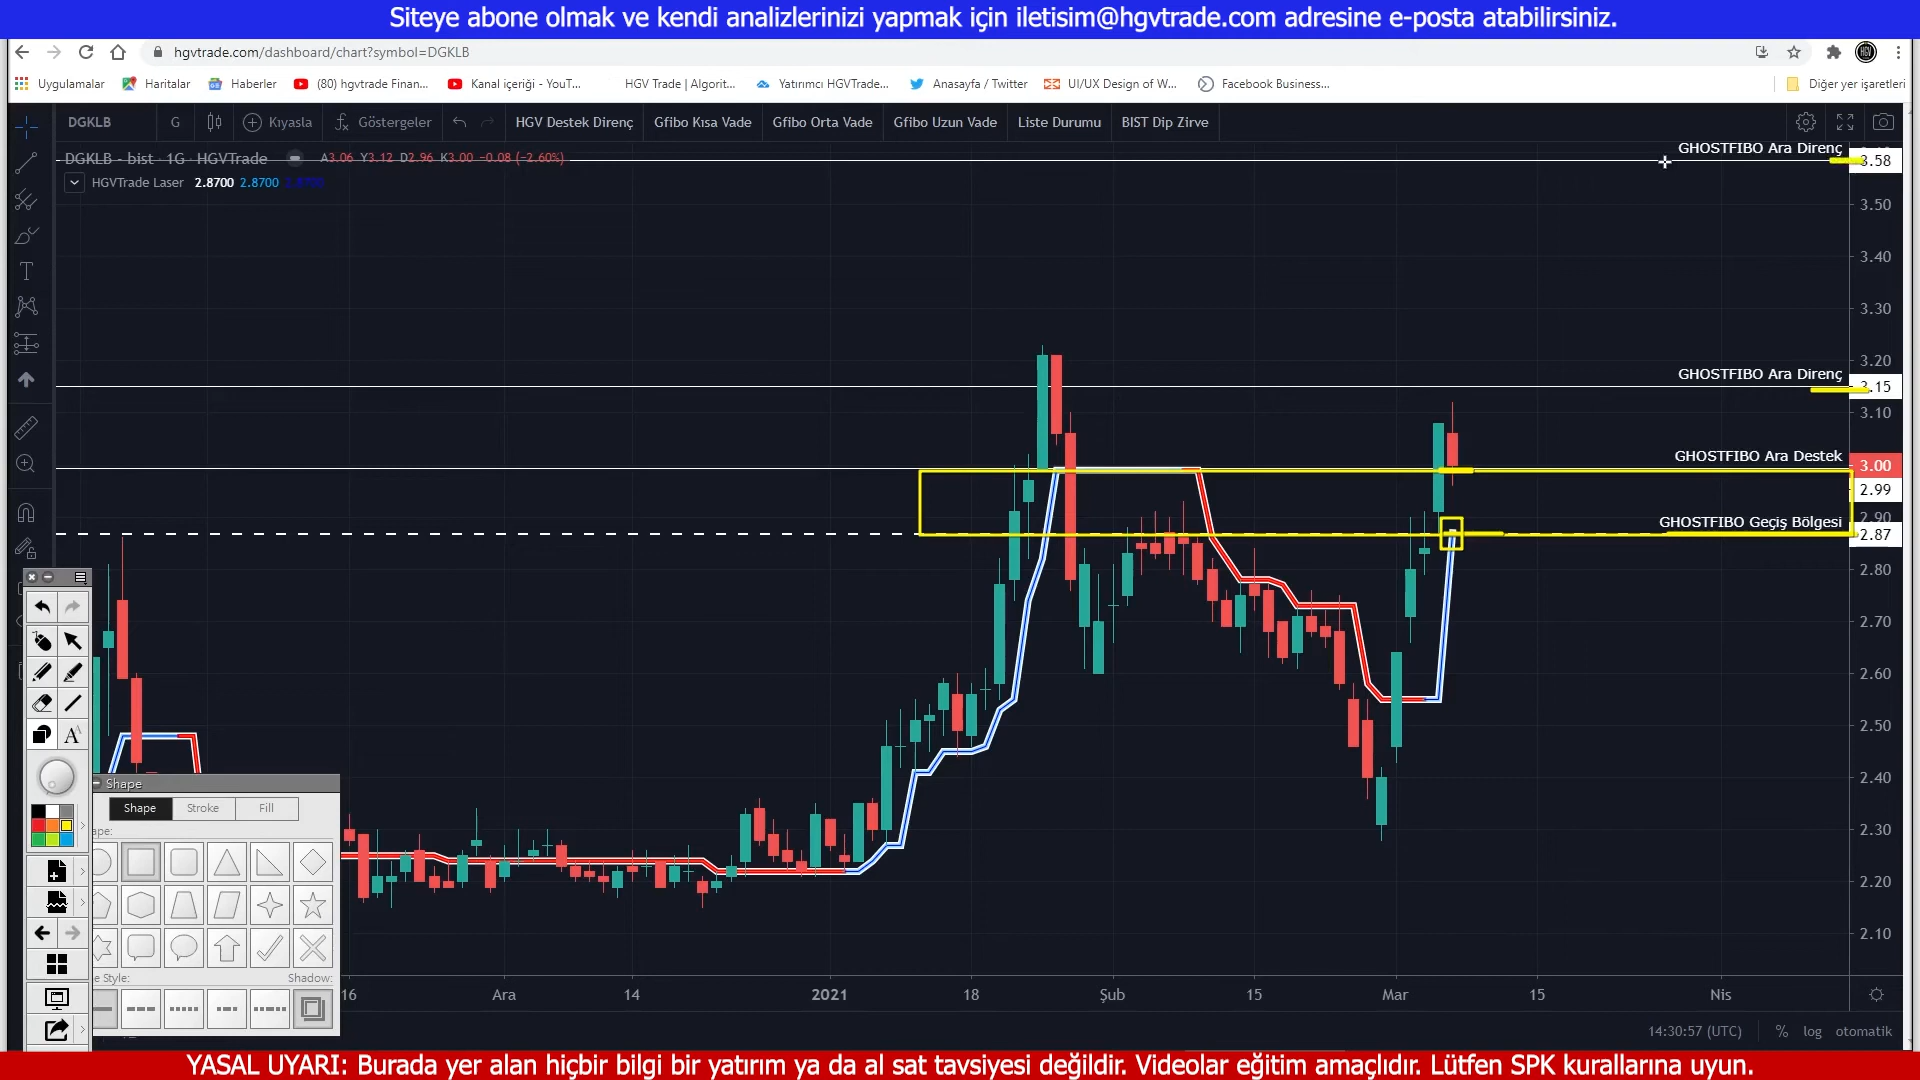 Siteye abone olmak ve kendi analizlerinizi yapmak için iletisim@hgvtrade.com adresine e-posta atabilirsiniz.
hgvtrade.com/dashboard/chart?symbol=DGKLB
Uygulamalar Haritalar Haberler (80) hgvtrade Finan... Kanal içeriği - YouT... HGV Trade | Algorit... Yatırımcı HGVTrade... Anasayfa / Twitter UI/UX Design of W... Facebook Business... Diğer yer işaretleri
DGKLB G Kıyasla Göstergeler HGV Destek Direnç Gfibo Kısa Vade Gfibo Orta Vade Gfibo Uzun Vade Liste Durumu BIST Dip Zirve
GHOSTFIBO Ara Direnç
DGKLB - bist · 1G · HGVTrade A3.06 Y3.12 D2.96 K3.00 −0.08 (−2.60%)
3.58
HGVTrade Laser 2.8700 2.8700 2.8700
3.50
3.40
3.30
3.20
GHOSTFIBO Ara Direnç
3.15
3.10
GHOSTFIBO Ara Destek
3.00
2.99
2.90
GHOSTFIBO Geçiş Bölgesi
2.87
2.80
2.70
2.60
2.50
2.40
2.30
2.20
2.10
Shape
Shape Stroke Fill
ape:
e Style: Shadow:
16 Ara 14 2021 18 Şub 15 Mar 15 Nis
14:30:57 (UTC) % log otomatik
YASAL UYARI: Burada yer alan hiçbir bilgi bir yatırım ya da al sat tavsiyesi değildir. Videolar eğitim amaçlıdır. Lütfen SPK kurallarına uyun.